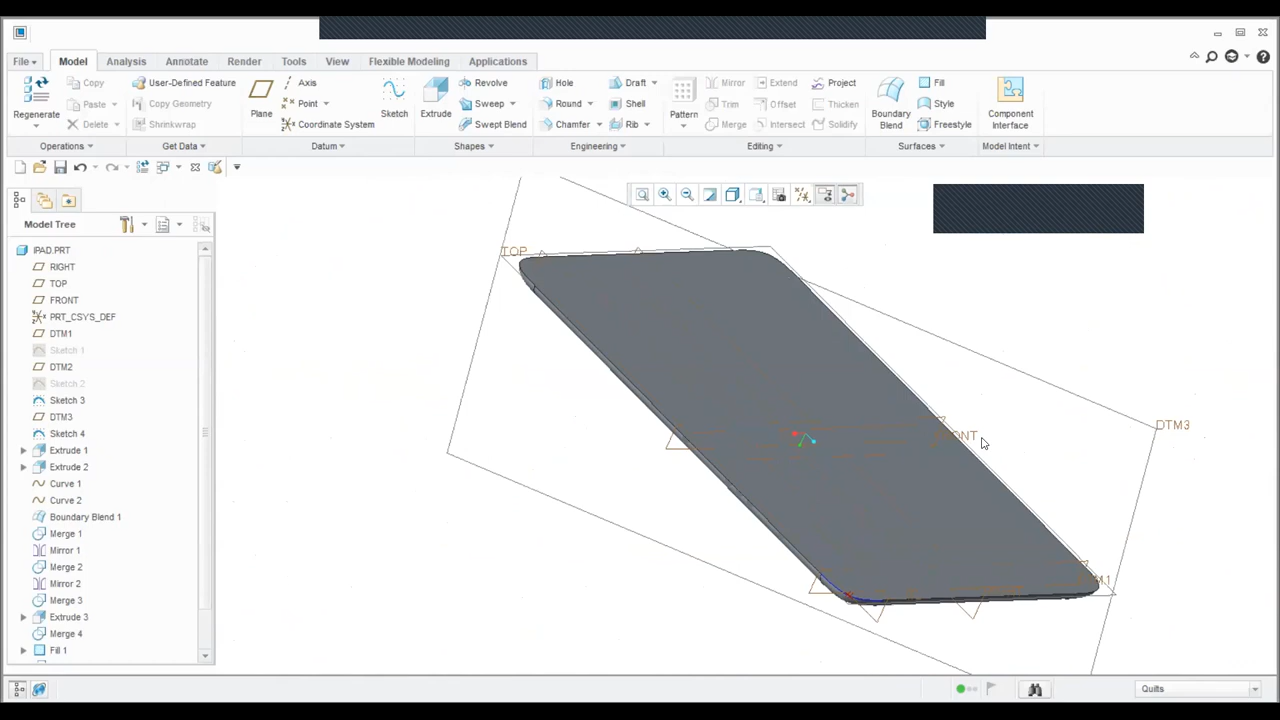 File Model Analysis Annotate Render Tools View Flexible Modeling Applications
Regenerate
Copy
Paste
Delete
Operations
User-Defined Feature
Copy Geometry
Shrinkwrap
Get Data
Plane
Axis
Point
Coordinate System
Sketch
Datum
Extrude
Revolve
Sweep
Swept Blend
Shapes
Hole
Round
Chamfer
Draft
Shell
Rib
Engineering
Pattern
Mirror
Trim
Merge
Extend
Offset
Intersect
Project
Thicken
Solidify
Editing
Boundary
Blend
Fill
Style
Freestyle
Surfaces
Component
Interface
Model Intent
Model Tree
IPAD.PRT
RIGHT
TOP
FRONT
PRT_CSYS_DEF
DTM1
Sketch 1
DTM2
Sketch 2
Sketch 3
DTM3
Sketch 4
Extrude 1
Extrude 2
Curve 1
Curve 2
Boundary Blend 1
Merge 1
Mirror 1
Merge 2
Mirror 2
Merge 3
Extrude 3
Merge 4
Fill 1
TOP
DTM3
Quilts